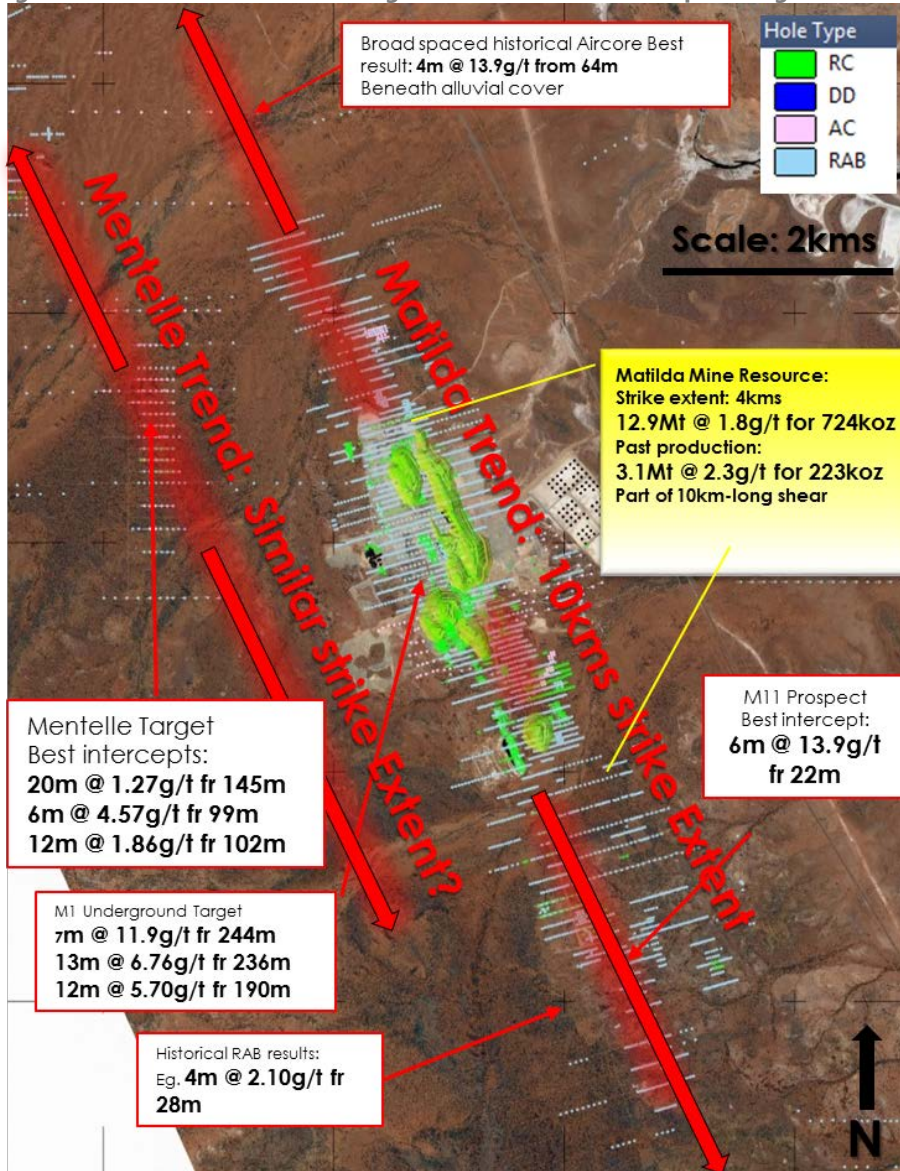 Broad spaced historical Aircore Best
result: 4m @ 13.9g/t from 64m
Beneath alluvial cover
Hole Type
RC
DD
AC
RAB
Scale: 2kms
Mentelle Trend: Similar strike Extent?
Matilda Trend: 10kms strike Extent
Matilda Mine Resource:
Strike extent: 4kms
12.9Mt @ 1.8g/t for 724koz
Past production:
3.1Mt @ 2.3g/t for 223koz
Part of 10km-long shear
M11 Prospect
Best intercept:
6m @ 13.9g/t
fr 22m
Mentelle Target
Best intercepts:
20m @ 1.27g/t fr 145m
6m @ 4.57g/t fr 99m
12m @ 1.86g/t fr 102m
M1 Underground Target
7m @ 11.9g/t fr 244m
13m @ 6.76g/t fr 236m
12m @ 5.70g/t fr 190m
Historical RAB results:
Eg. 4m @ 2.10g/t fr
28m
N